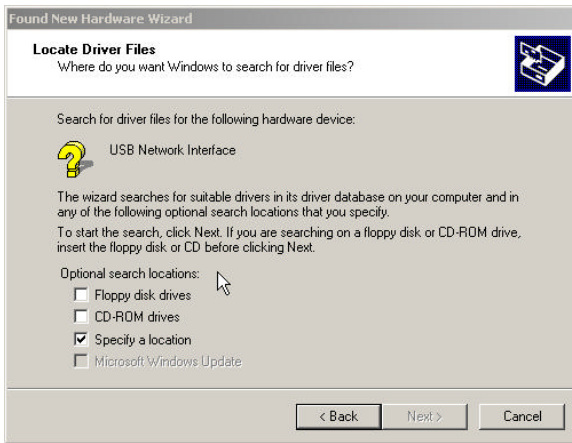 Found New Hardware Wizard
Locate Driver Files
Where do you want Windows to search for driver files?
Search for driver files for the following hardware device:
USB Network Interface
The wizard searches for suitable drivers in its driver database on your computer and in
any of the following optional search locations that you specify.
To start the search, click Next. If you are searching on a floppy disk or CD-ROM drive,
insert the floppy disk or CD before clicking Next.
Optional search locations:
Floppy disk drives
CD-ROM drives
Specify a location
Microsoft Windows Update
< Back
Next >
Cancel